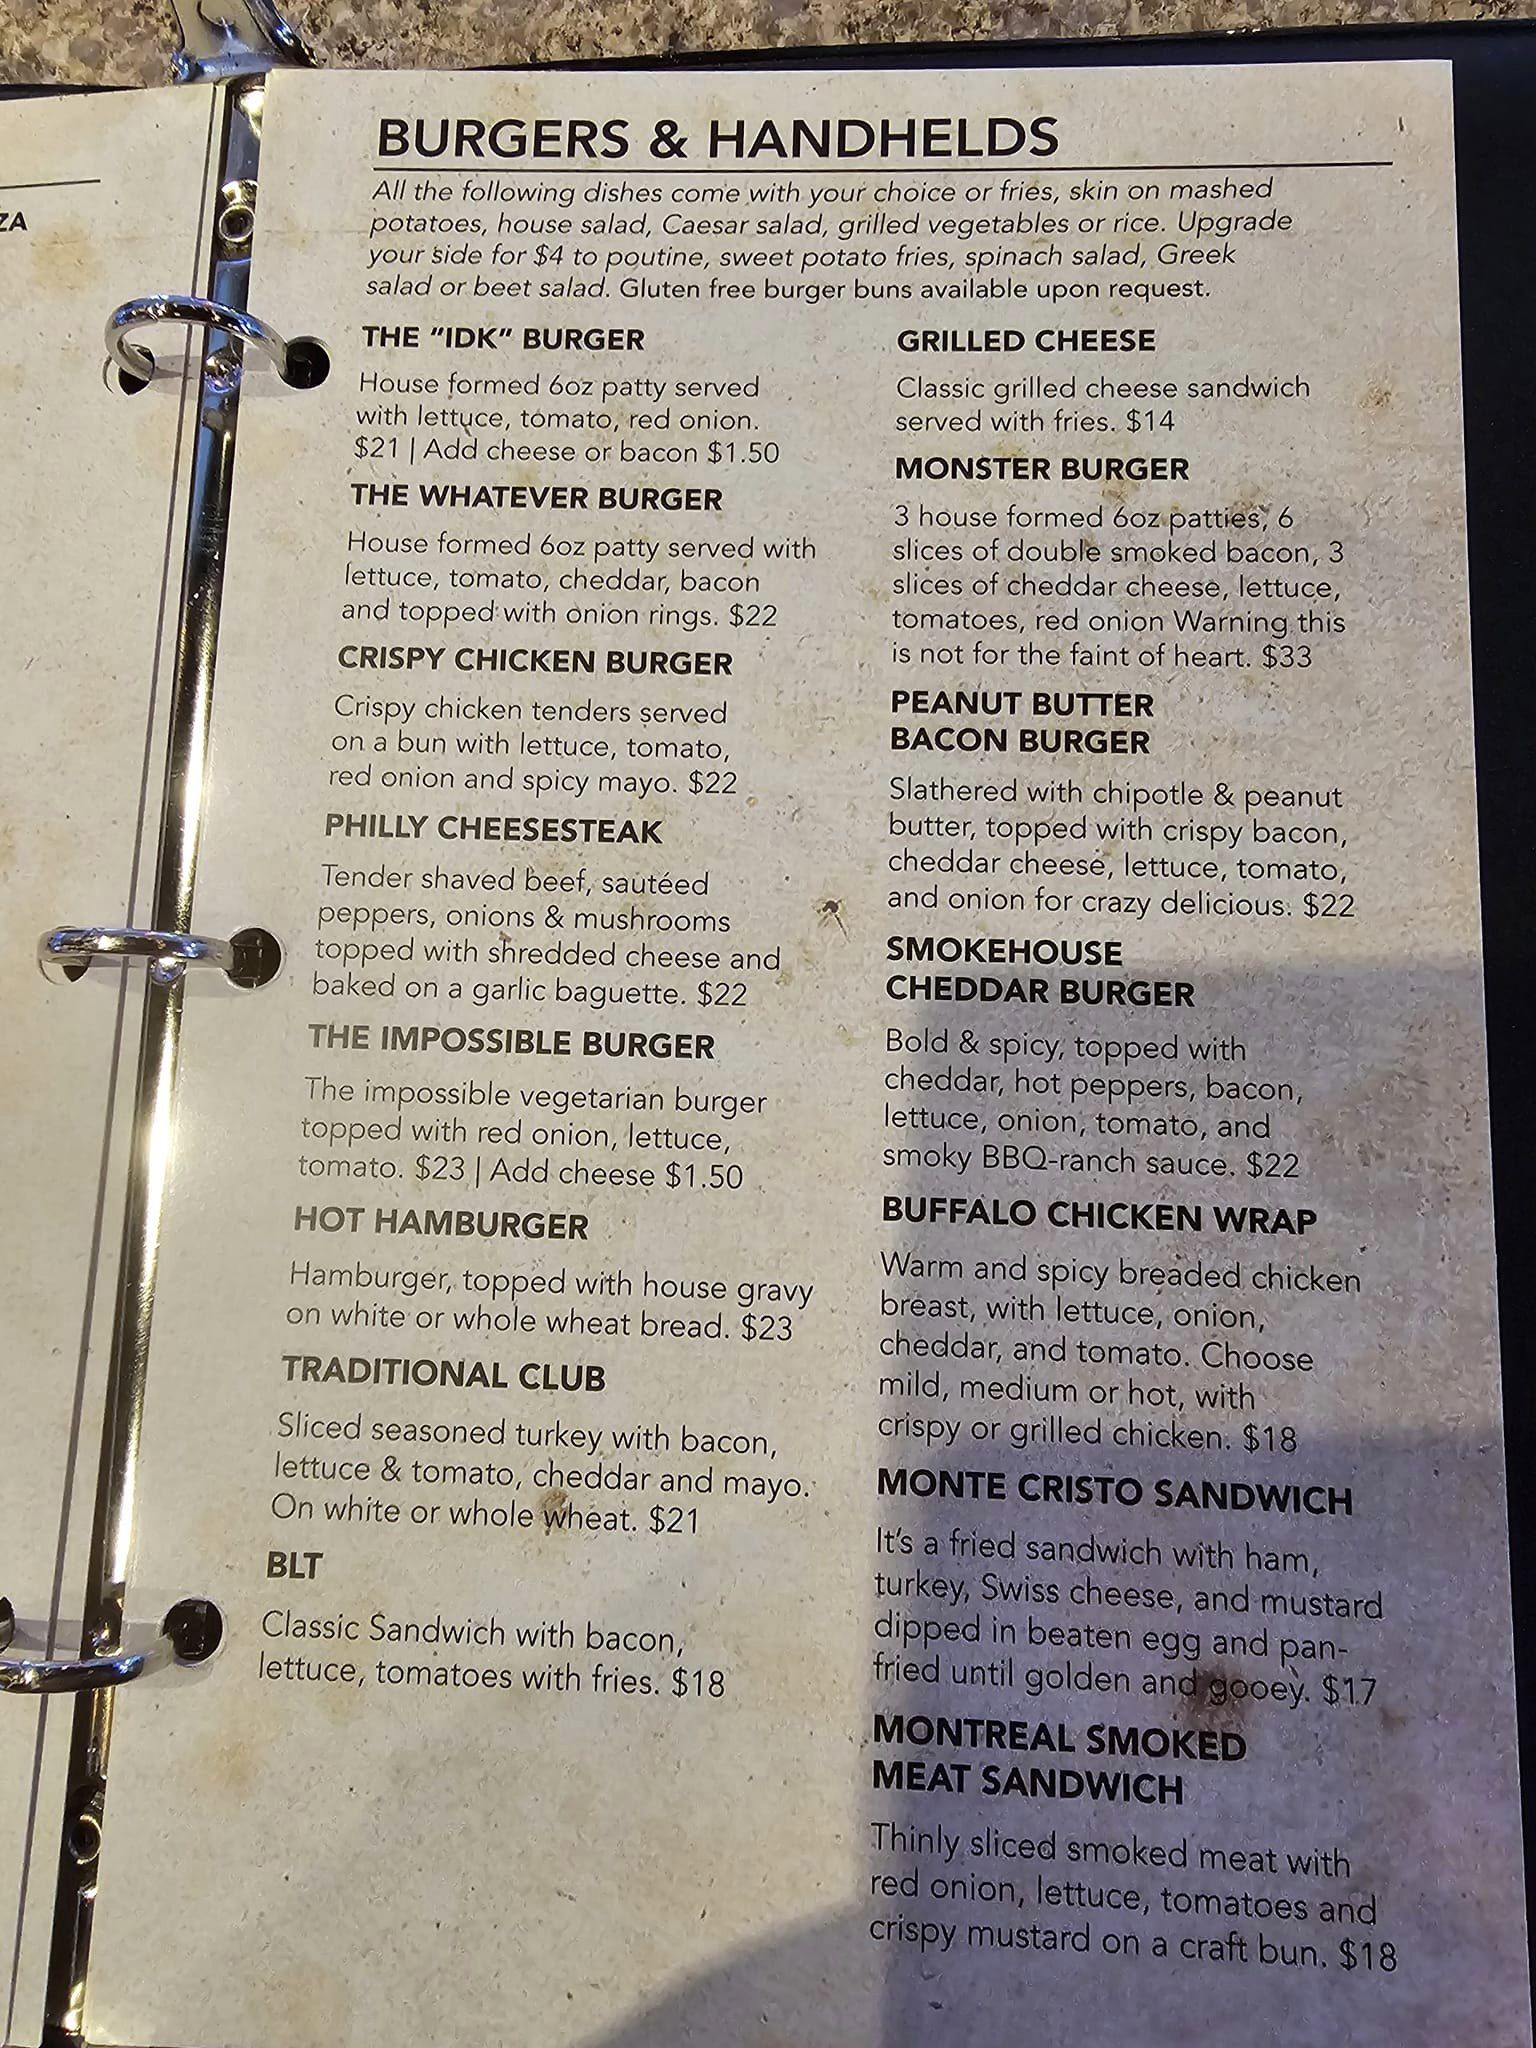 ZA
BURGERS & HANDHELDS
All the following dishes come with your choice or fries, skin on mashed
potatoes, house salad, Caesar salad, grilled vegetables or rice. Upgrade
your side for $4 to poutine, sweet potato fries, spinach salad, Greek
salad or beet salad. Gluten free burger buns available upon request.
THE "IDK" BURGER
House formed 6oz patty served
with lettuce, tomato, red onion.
$21 | Add cheese or bacon $1.50
THE WHATEVER BURGER
House formed 6oz patty served with
lettuce, tomato, cheddar, bacon
and topped with onion rings. $22
CRISPY CHICKEN BURGER
Crispy chicken tenders served
on a bun with lettuce, tomato,
red onion and spicy mayo. $22
PHILLY CHEESESTEAK
Tender shaved beef, sautéed
peppers, onions & mushrooms
topped with shredded cheese and
baked on a garlic baguette. $22
THE IMPOSSIBLE BURGER
The impossible vegetarian burger
topped with red onion, lettuce,
tomato. $23 | Add cheese $1.50
HOT HAMBURGER
Hamburger, topped with house gravy
on white or whole wheat bread. $23
TRADITIONAL CLUB
Sliced seasoned turkey with bacon,
lettuce & tomato, cheddar and mayo.
On white or whole wheat. $21
BLT
Classic Sandwich with bacon,
lettuce, tomatoes with fries. $18
GRILLED CHEESE
Classic grilled cheese sandwich
served with fries. $14
MONSTER BURGER
3 house formed 6oz patties, 6
slices of double smoked bacon, 3
slices of cheddar cheese, lettuce,
tomatoes, red onion Warning this
is not for the faint of heart. $33
PEANUT BUTTER
BACON BURGER
Slathered with chipotle & peanut
butter, topped with crispy bacon,
cheddar cheese, lettuce, tomato,
and onion for crazy delicious. $22
SMOKEHOUSE
CHEDDAR BURGER
Bold & spicy, topped with
cheddar, hot peppers, bacon,
lettuce, onion, tomato, and
smoky BBQ-ranch sauce. $22
BUFFALO CHICKEN WRAP
Warm and spicy breaded chicken
breast, with lettuce, onion,
cheddar, and tomato. Choose
mild, medium or hot, with
crispy or grilled chicken. $18
MONTE CRISTO SANDWICH
It's a fried sandwich with ham,
turkey, Swiss cheese, and mustard
dipped in beaten egg and pan-
fried until golden and gooey. $17
MONTREAL SMOKED
MEAT SANDWICH
Thinly sliced smoked meat with
red onion, lettuce, tomatoes and
crispy mustard on a craft bun. $18